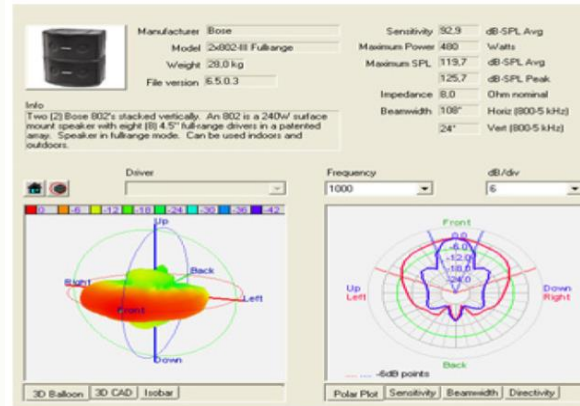 Manufacturer Bose
Model 2x802-III Fullrange
Weight 28,0 kg
File version 6.5.0.3
Sensitivity 92,9 dB-SPL Avg
Maximum Power 480 Watts
Maximum SPL 119,7 dB-SPL Avg
125,7 dB-SPL Peak
Impedance 8,0 Ohm nominal
Beamwidth 108° Horiz (800-5 kHz)
24° Vert (800-5 kHz)
Info
Two (2) Bose 802's stacked vertically. An 802 is a 240W surface
mount speaker with eight (8) 4.5" full-range drivers in a patented
array. Speaker in fullrange mode. Can be used indoors and
outdoors.
Driver
Frequency
dB/div
1000
6
0 -6 -12 -18 -24 -30 -36 -42
Up
Right
Back
Front
Left
Down
Front
0.0
-6.0
-12.0
-18.0
-24.0
Up
Left
Down
Right
Back
-6dB points
3D Balloon 3D CAD Isobar
Polar Plot Sensitivity Beamwidth Directivity